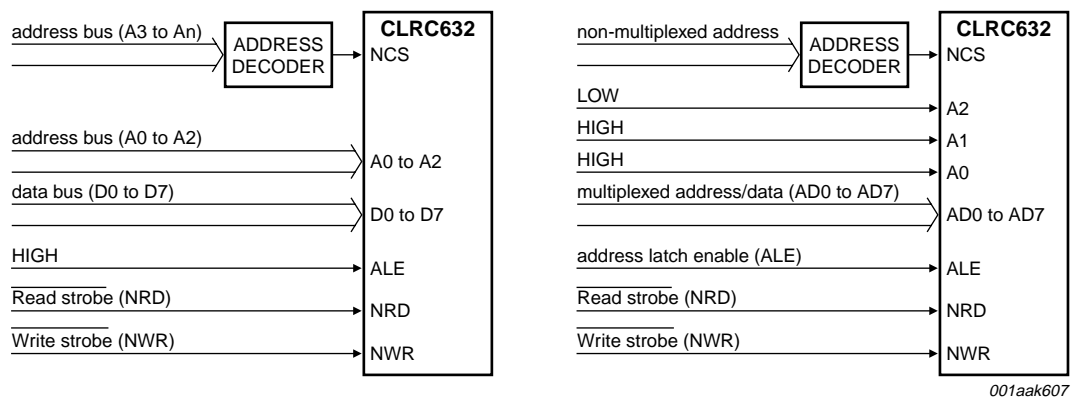 address bus (A3 to An)
ADDRESS
DECODER
CLRC632
NCS
address bus (A0 to A2)
A0 to A2
data bus (D0 to D7)
D0 to D7
HIGH
ALE
Read strobe (NRD)
NRD
Write strobe (NWR)
NWR
non-multiplexed address
ADDRESS
DECODER
CLRC632
NCS
LOW
A2
HIGH
A1
HIGH
A0
multiplexed address/data (AD0 to AD7)
AD0 to AD7
address latch enable (ALE)
ALE
Read strobe (NRD)
NRD
Write strobe (NWR)
NWR
001aak607